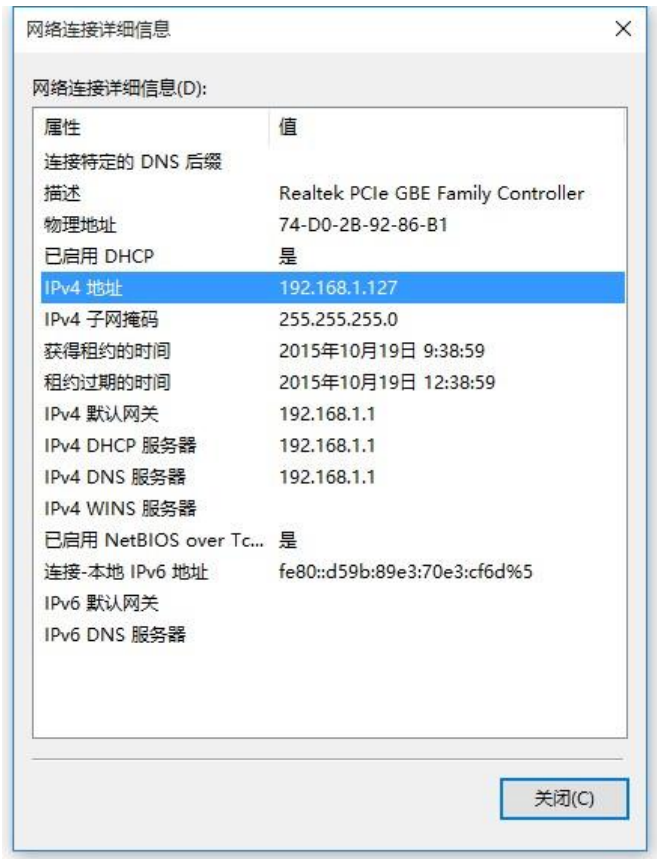 网络连接详细信息
网络连接详细信息(D):
属性 值
连接特定的 DNS 后缀
描述 Realtek PCIe GBE Family Controller
物理地址 74-D0-2B-92-86-B1
已启用 DHCP 是
IPv4 地址 192.168.1.127
IPv4 子网掩码 255.255.255.0
获得租约的时间 2015年10月19日 9:38:59
租约过期的时间 2015年10月19日 12:38:59
IPv4 默认网关 192.168.1.1
IPv4 DHCP 服务器 192.168.1.1
IPv4 DNS 服务器 192.168.1.1
IPv4 WINS 服务器
已启用 NetBIOS over Tc... 是
连接-本地 IPv6 地址 fe80::d59b:89e3:70e3:cf6d%5
IPv6 默认网关
IPv6 DNS 服务器
关闭(C)